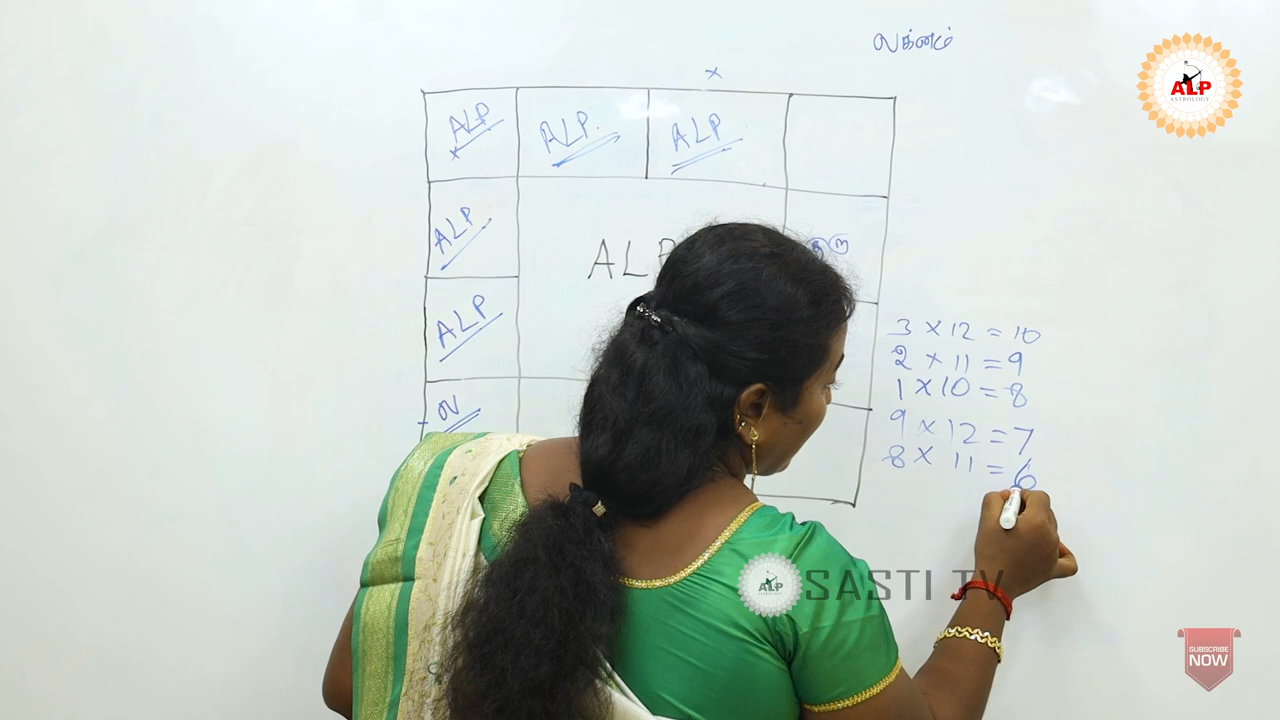 லக்னம்
ALP
ASTROLOGY
x
ALP ALP. ALP
x
ALP
ALP
ALP
ல
3 x 12 = 10
2 x 11 = 9
1 x 10 = 8
9 x 12 = 7
8 x 11 = 6
ALP
SASTI TV
SUBSCRIBE
NOW